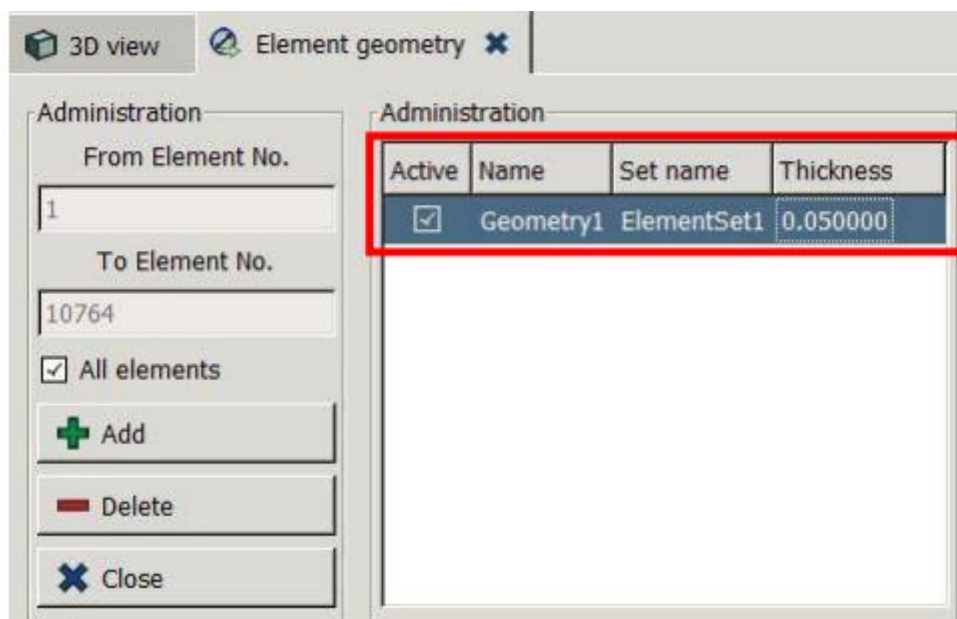 3D view
Element geometry
Administration
From Element No.
1
To Element No.
10764
All elements
Add
Delete
Close
Administration
Active Name Set name Thickness
Geometry1 ElementSet1 0.050000